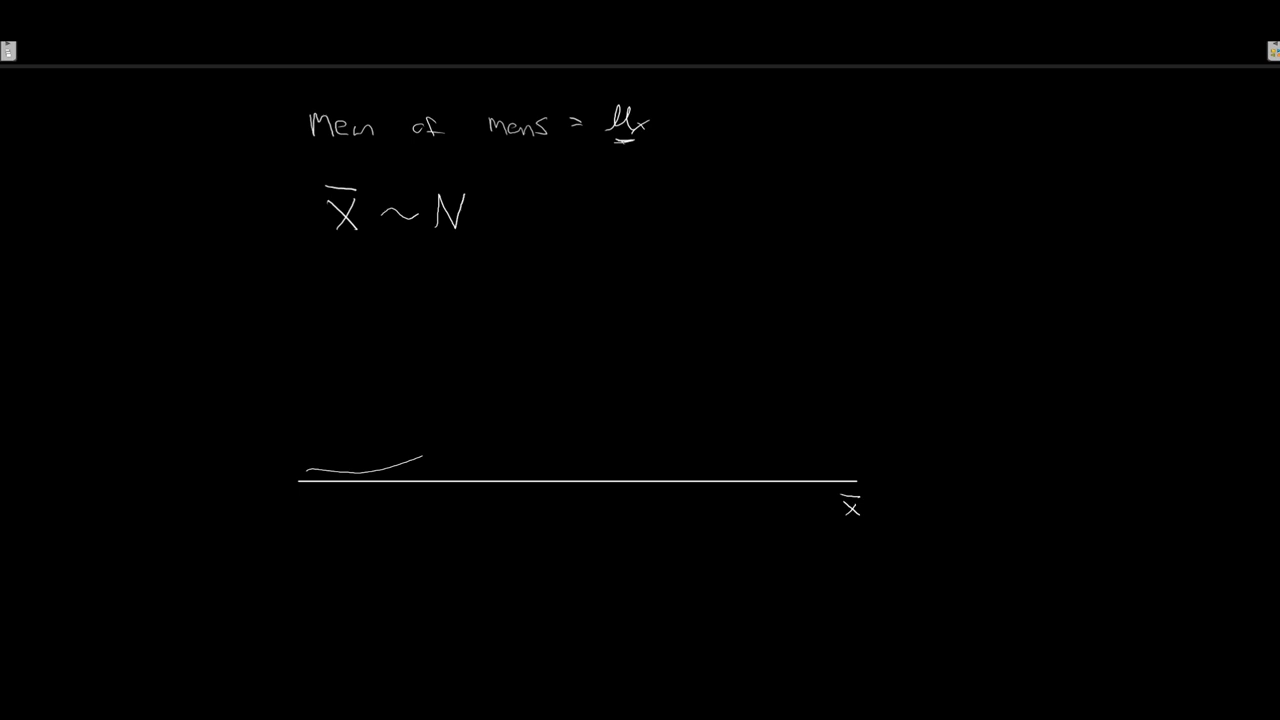 Mean of means = μx
X̄ ~ N
x̄